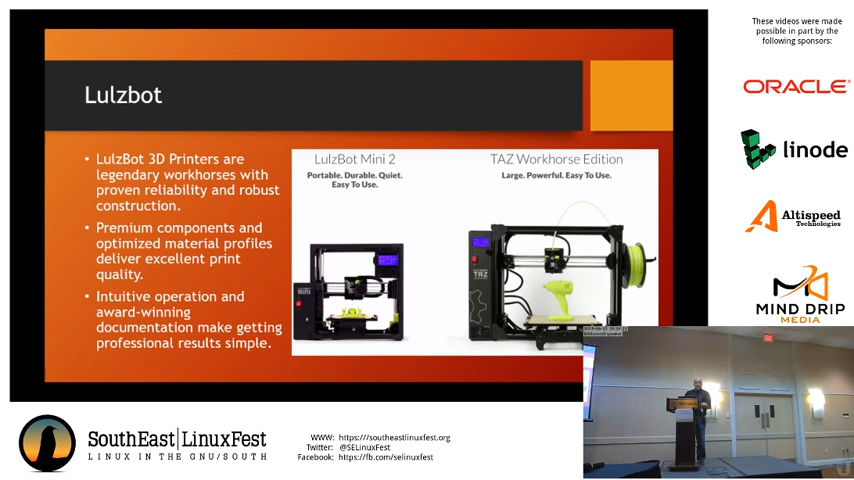 These videos were made
possible in part by the
following sponsors:
ORACLE
linode
Altispeed
Technologies
MIND DRIP
MEDIA
Lulzbot
• LulzBot 3D Printers are
legendary workhorses with
proven reliability and robust
construction.
• Premium components and
optimized material profiles
deliver excellent print
quality.
• Intuitive operation and
award-winning
documentation make getting
professional results simple.
LulzBot Mini 2
Portable. Durable. Quiet.
Easy To Use.
TAZ Workhorse Edition
Large. Powerful. Easy To Use.
TAZ
SouthEast|LinuxFest
LINUX IN THE GNU/SOUTH
WWW: https://southeastlinuxfest.org
Twitter: @SELinuxFest
Facebook: https://fb.com/selinuxfest